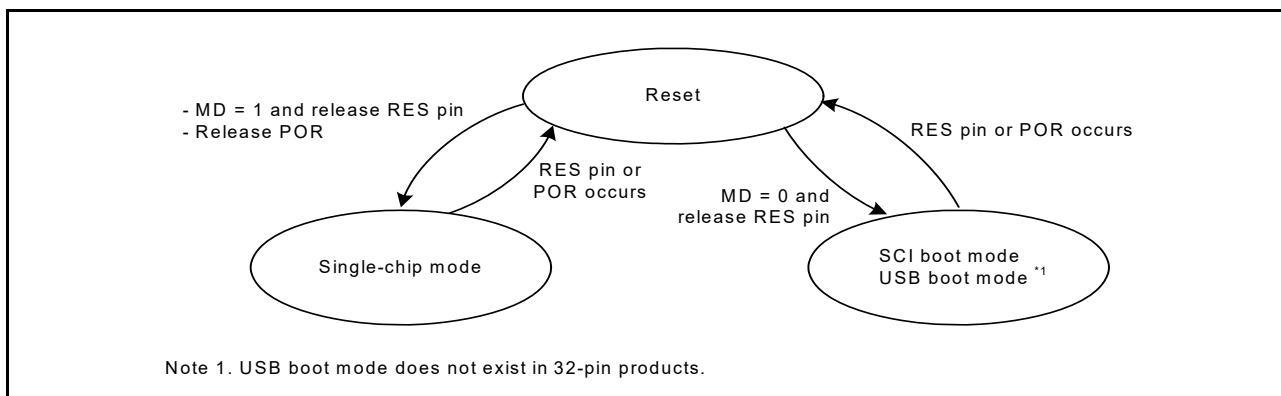 Reset
- MD = 1 and release RES pin
- Release POR
RES pin or POR occurs
RES pin or
POR occurs
MD = 0 and
release RES pin
Single-chip mode
SCI boot mode
USB boot mode *1
Note 1. USB boot mode does not exist in 32-pin products.